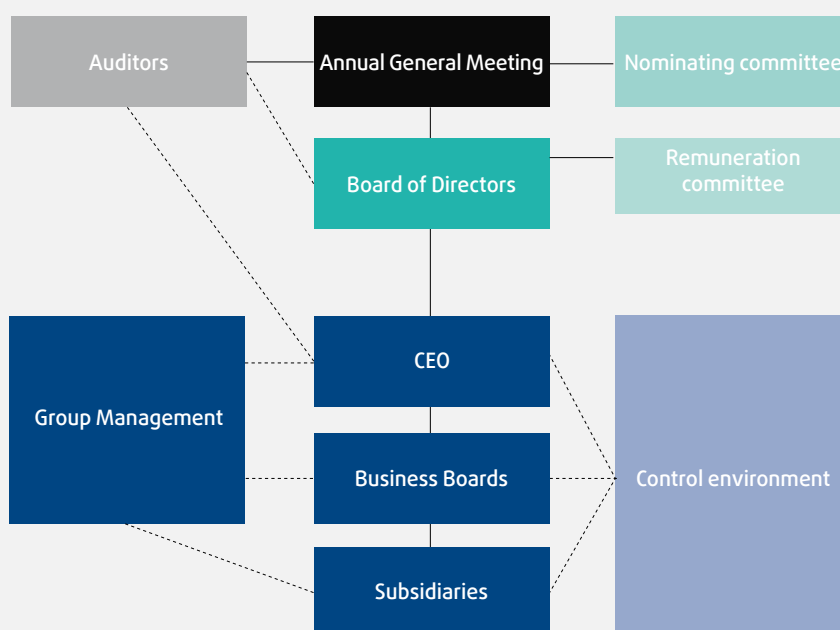 Auditors
Annual General Meeting
Nominating committee
Board of Directors
Remuneration
committee
CEO
Group Management
Business Boards
Control environment
Subsidiaries